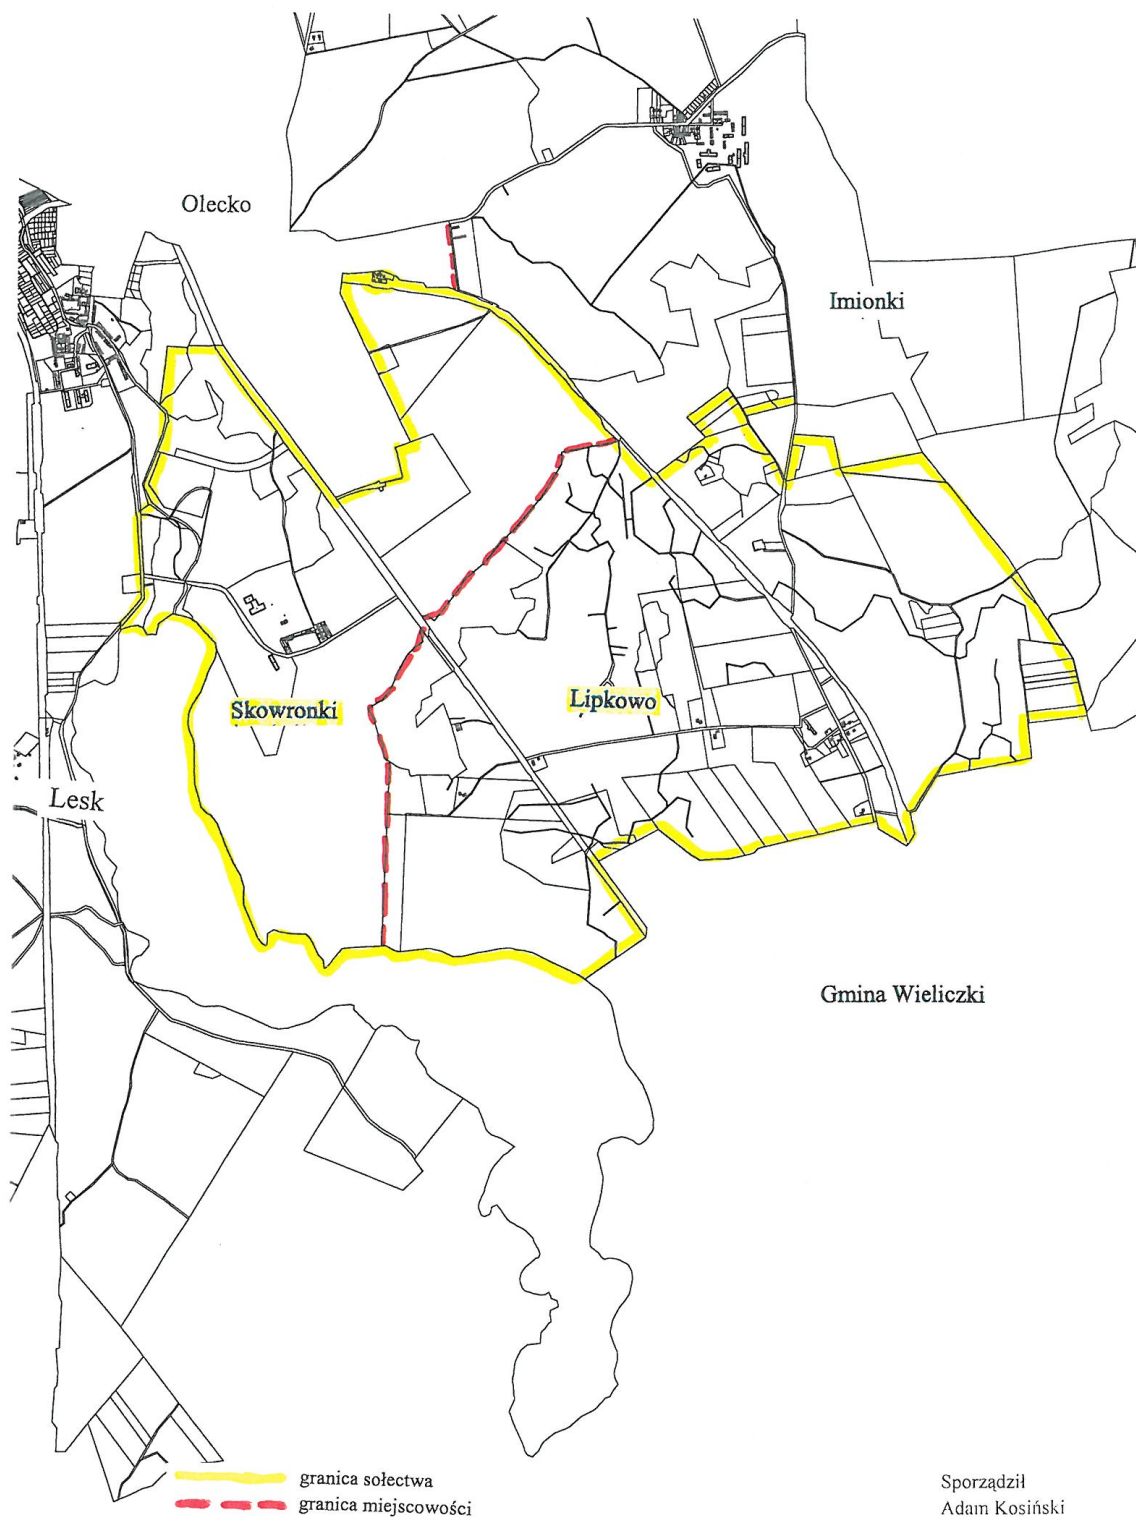 Olecko
Imionki
Skowronki
Lipkowo
Lesk
Gmina Wieliczki
granica sołectwa
granica miejscowości
Sporządził
Adam Kosiński